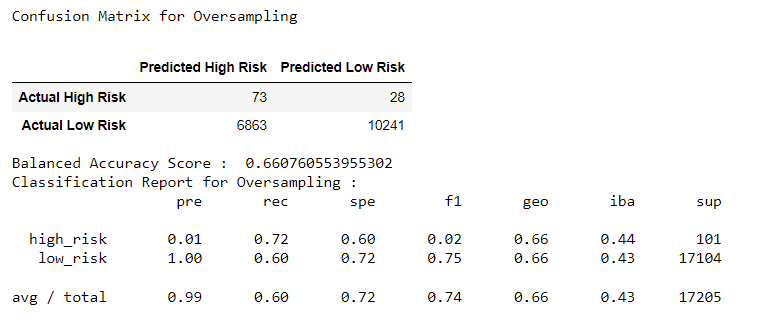 Confusion Matrix for Oversampling
Predicted High Risk Predicted Low Risk
Actual High Risk 73 28
Actual Low Risk 6863 10241
Balanced Accuracy Score : 0.660760553955302
Classification Report for Oversampling :
pre rec spe f1 geo iba sup
high_risk 0.01 0.72 0.60 0.02 0.66 0.44 101
low_risk 1.00 0.60 0.72 0.75 0.66 0.43 17104
avg / total 0.99 0.60 0.72 0.74 0.66 0.43 17205